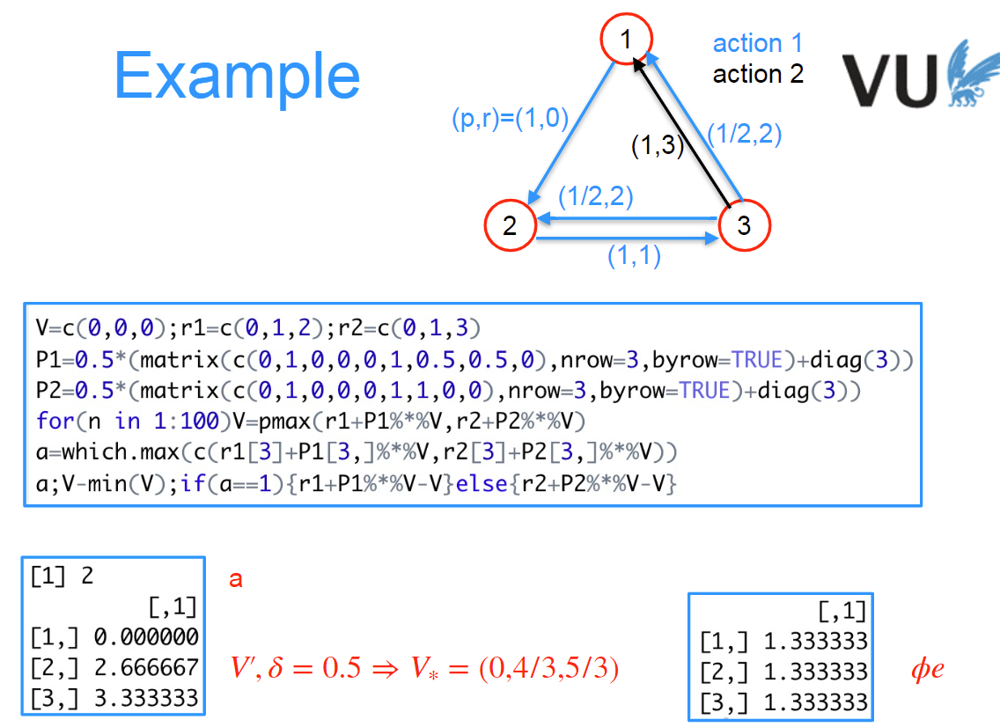 Example
1
action 1
action 2
VU
(p,r)=(1,0)
(1,3)
(1/2,2)
(1/2,2)
2
3
(1,1)
V=c(0,0,0);r1=c(0,1,2);r2=c(0,1,3)
P1=0.5*(matrix(c(0,1,0,0,0,1,0.5,0.5,0),nrow=3,byrow=TRUE)+diag(3))
P2=0.5*(matrix(c(0,1,0,0,0,1,1,0,0),nrow=3,byrow=TRUE)+diag(3))
for(n in 1:100)V=pmax(r1+P1%*%V,r2+P2%*%V)
a=which.max(c(r1[3]+P1[3,]%*%V,r2[3]+P2[3,]%*%V))
a;V-min(V);if(a==1){r1+P1%*%V-V}else{r2+P2%*%V-V}
[1] 2
a
[,1]
[1,] 0.000000
[2,] 2.666667
[3,] 3.333333
V′, δ = 0.5 ⇒ V* = (0,4/3,5/3)
[,1]
[1,] 1.333333
[2,] 1.333333
[3,] 1.333333
ϕe